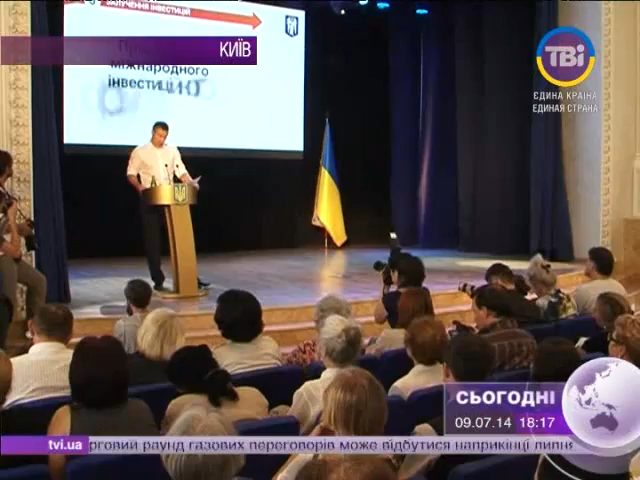 ЗАЛУЧЕННЯ ІНВЕСТИЦІЙ
КИЇВ
міжнародного
ТВі
ЄДИНА КРАЇНА
ЕДИНАЯ СТРАНА
СЬОГОДНІ
09.07.14 18:17
tvi.ua рговий раунд газових переговорів може відбутися наприкінці липня